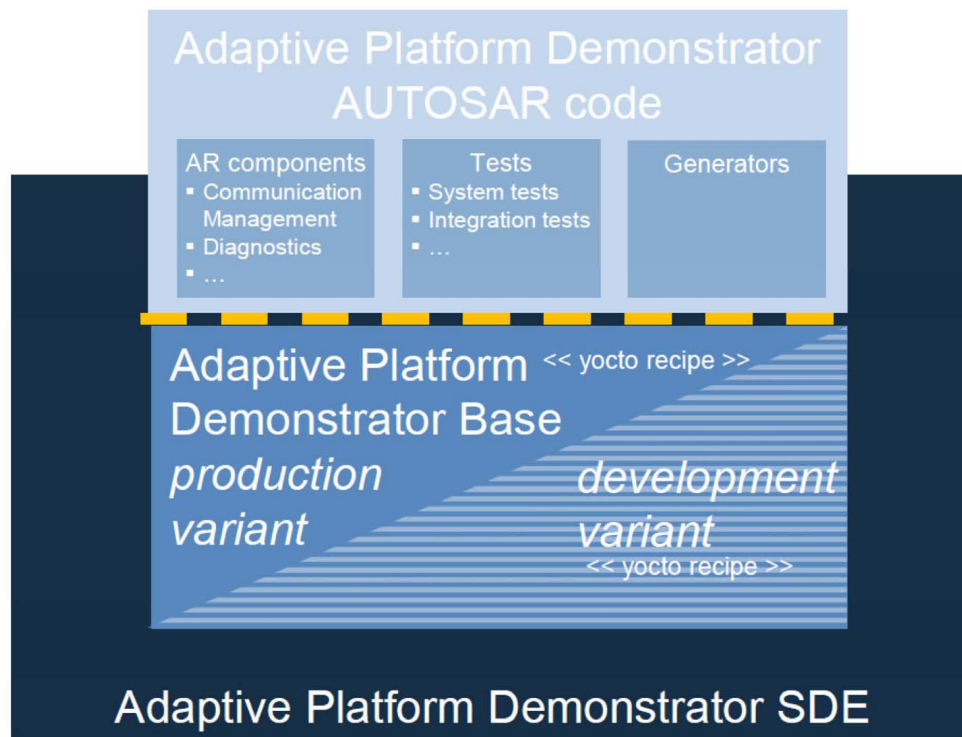 Adaptive Platform Demonstrator
AUTOSAR code
AR components
▪ Communication
Management
▪ Diagnostics
▪ ...
Tests
▪ System tests
▪ Integration tests
▪ ...
Generators
Adaptive Platform << yocto recipe >>
Demonstrator Base
production
variant
development
variant
<< yocto recipe >>
Adaptive Platform Demonstrator SDE